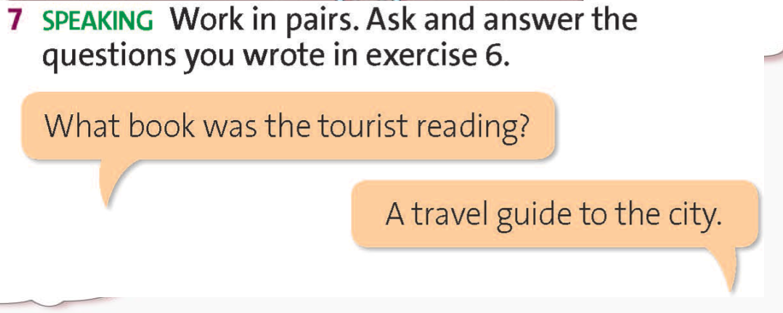 7 SPEAKING Work in pairs. Ask and answer the
questions you wrote in exercise 6.
What book was the tourist reading?
A travel guide to the city.